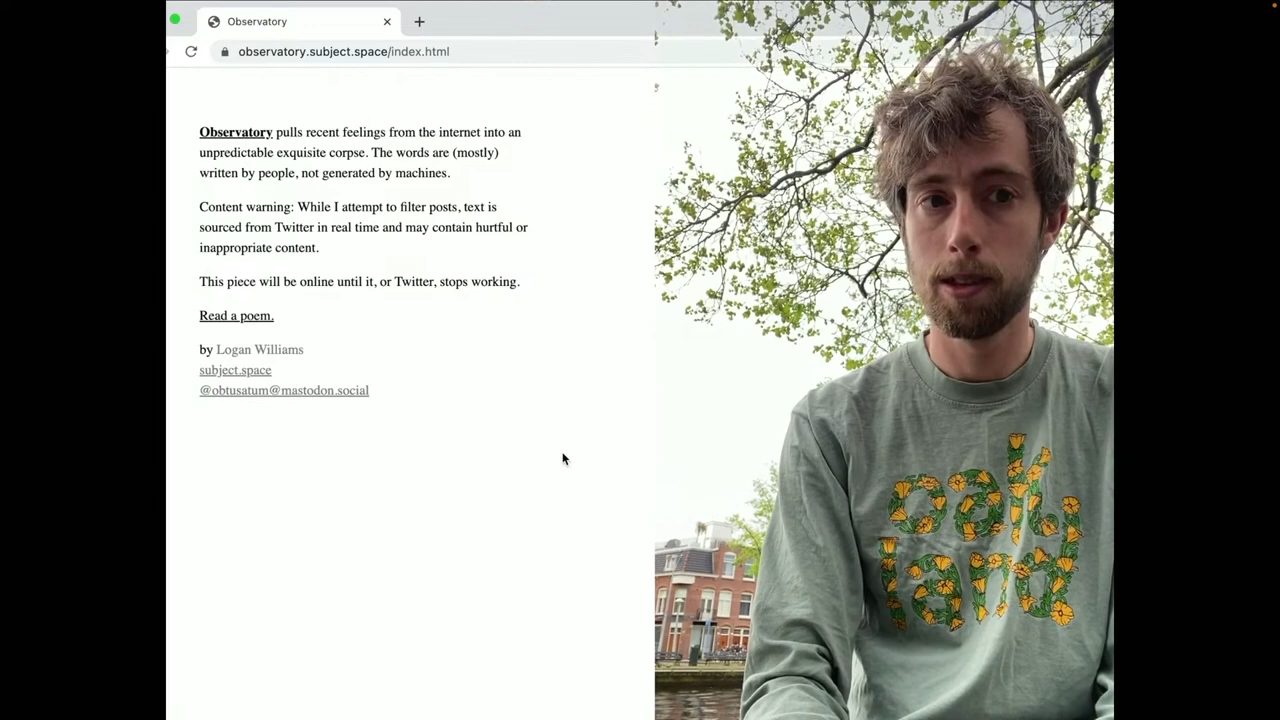 Observatory
observatory.subject.space/index.html
Observatory pulls recent feelings from the internet into an
unpredictable exquisite corpse. The words are (mostly)
written by people, not generated by machines.
Content warning: While I attempt to filter posts, text is
sourced from Twitter in real time and may contain hurtful or
inappropriate content.
This piece will be online until it, or Twitter, stops working.
Read a poem.
by Logan Williams
subject.space
@obtusatum@mastodon.social
oak
land